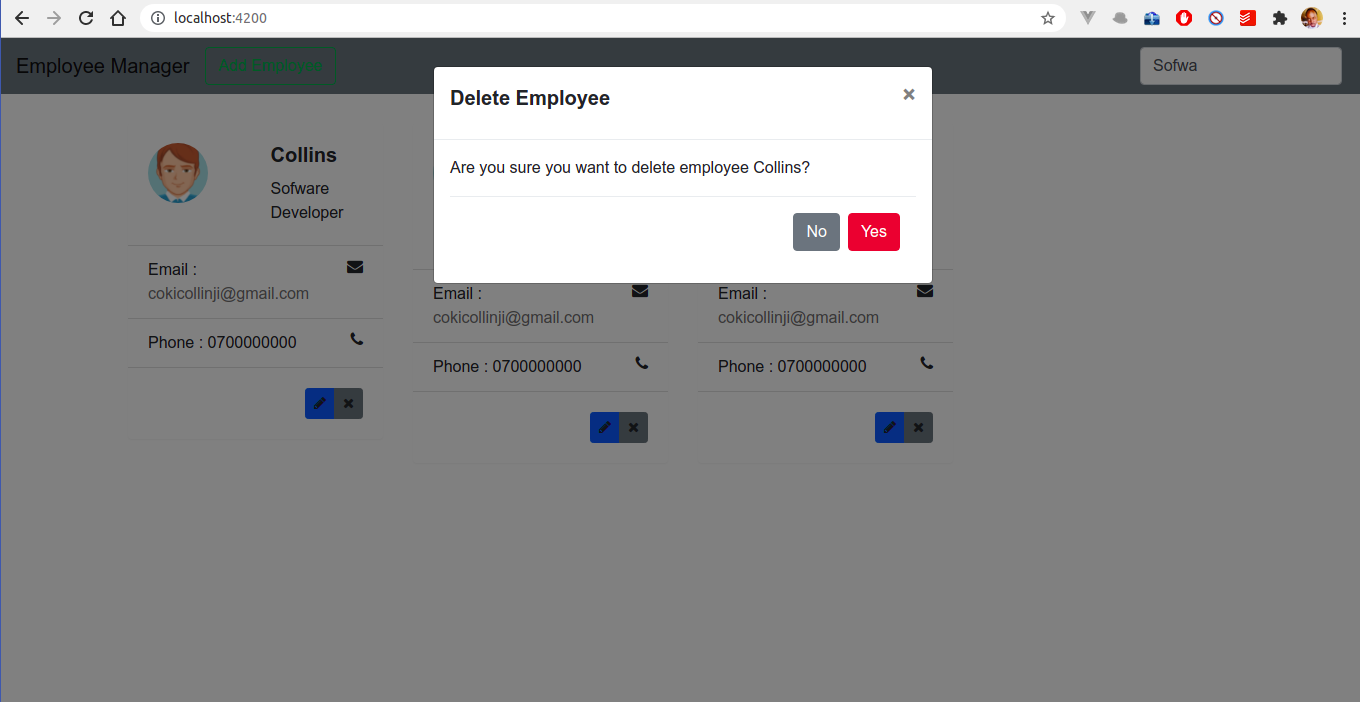 localhost:4200
Employee Manager
Add Employee
Sofwa
Delete Employee
×
Are you sure you want to delete employee Collins?
No
Yes
Collins
Sofware
Developer
Email :
cokicollinji@gmail.com
Phone : 0700000000
Email :
cokicollinji@gmail.com
Phone : 0700000000
Email :
cokicollinji@gmail.com
Phone : 0700000000